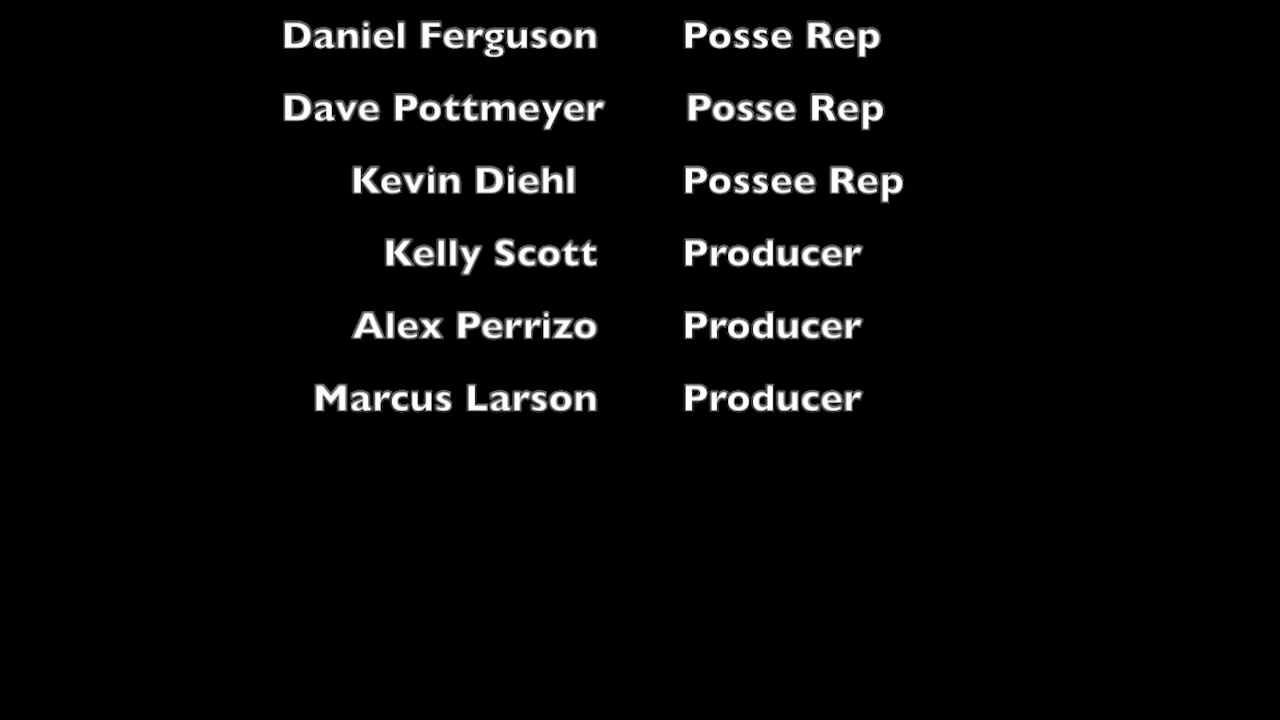 Daniel Ferguson Posse Rep
Dave Pottmeyer Posse Rep
Kevin Diehl Possee Rep
Kelly Scott Producer
Alex Perrizo Producer
Marcus Larson Producer